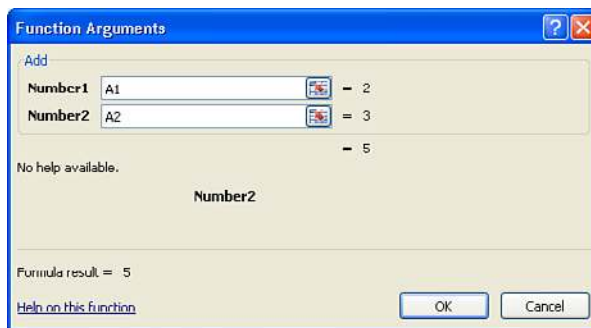 Function Arguments
Add
Number1 A1 = 2
Number2 A2 = 3
= 5
No help available.
Number2
Formula result = 5
Help on this function
OK Cancel